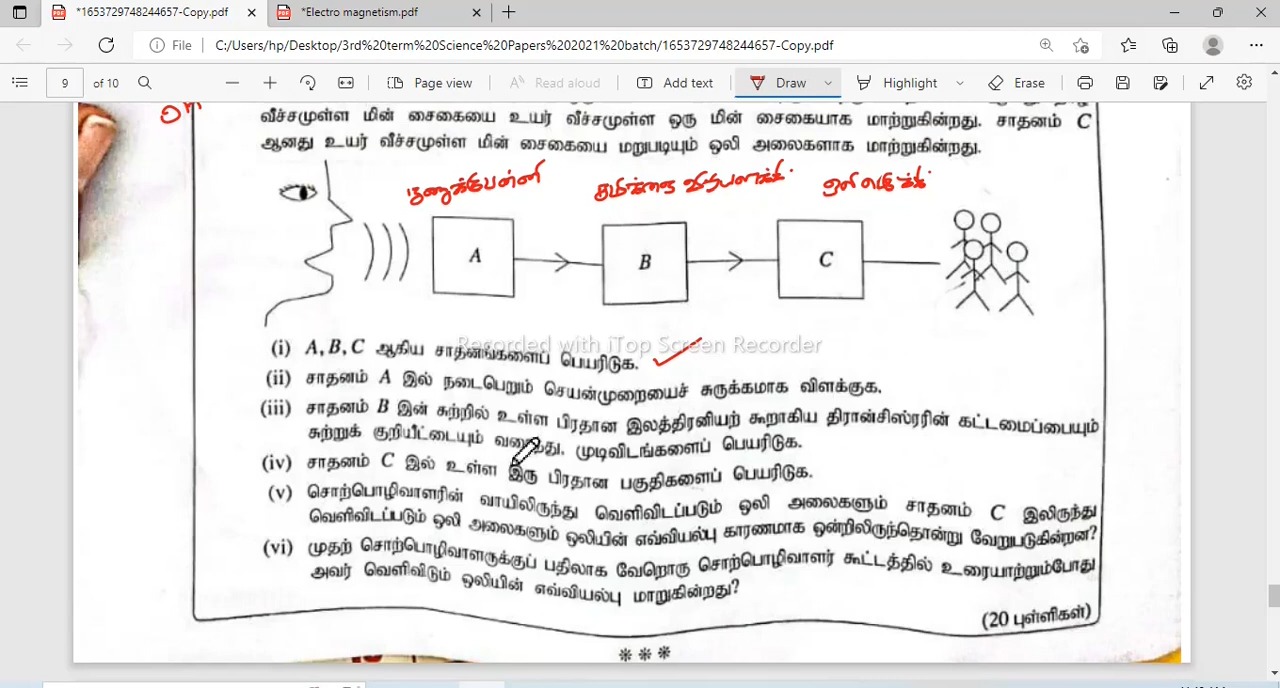 *1653729748244657-Copy.pdf
*Electro magnetism.pdf
File C:/Users/hp/Desktop/3rd%20term%20Science%20Papers%202021%20batch/1653729748244657-Copy.pdf
9 of 10 Page view Read aloud Add text Draw Highlight Erase
வீச்சமுள்ள மின் சைகையை உயர் வீச்சமுள்ள ஒரு மின் சைகையாக மாற்றுகின்றது. சாதனம் C
ஆனது உயர் வீச்சமுள்ள மின் சைகையை மறுபடியும் ஒலி அலைகளாக மாற்றுகின்றது.
A
B
C
Recorded with iTop Screen Recorder
(i) A, B, C ஆகிய சாதனங்களைப் பெயரிடுக.
(ii) சாதனம் A இல் நடைபெறும் செயன்முறையைச் சுருக்கமாக விளக்குக.
(iii) சாதனம் B இன் சுற்றில் உள்ள பிரதான இலத்திரனியற் கூறாகிய திரான்சிஸ்ரரின் கட்டமைப்பையும்
சுற்றுக் குறியீட்டையும் வரைந்து, முடிவிடங்களைப் பெயரிடுக.
(iv) சாதனம் C இல் உள்ள இரு பிரதான பகுதிகளைப் பெயரிடுக.
(v) சொற்பொழிவாளரின் வாயிலிருந்து வெளிவிடப்படும் ஒலி அலைகளும் சாதனம் C இலிருந்து
வெளிவிடப்படும் ஒலி அலைகளும் ஒலியின் எவ்வியல்பு காரணமாக ஒன்றிலிருந்தொன்று வேறுபடுகின்றன?
(vi) முதற் சொற்பொழிவாளருக்குப் பதிலாக வேறொரு சொற்பொழிவாளர் கூட்டத்தில் உரையாற்றும்போது
அவர் வெளிவிடும் ஒலியின் எவ்வியல்பு மாறுகின்றது?
(20 புள்ளிகள்)